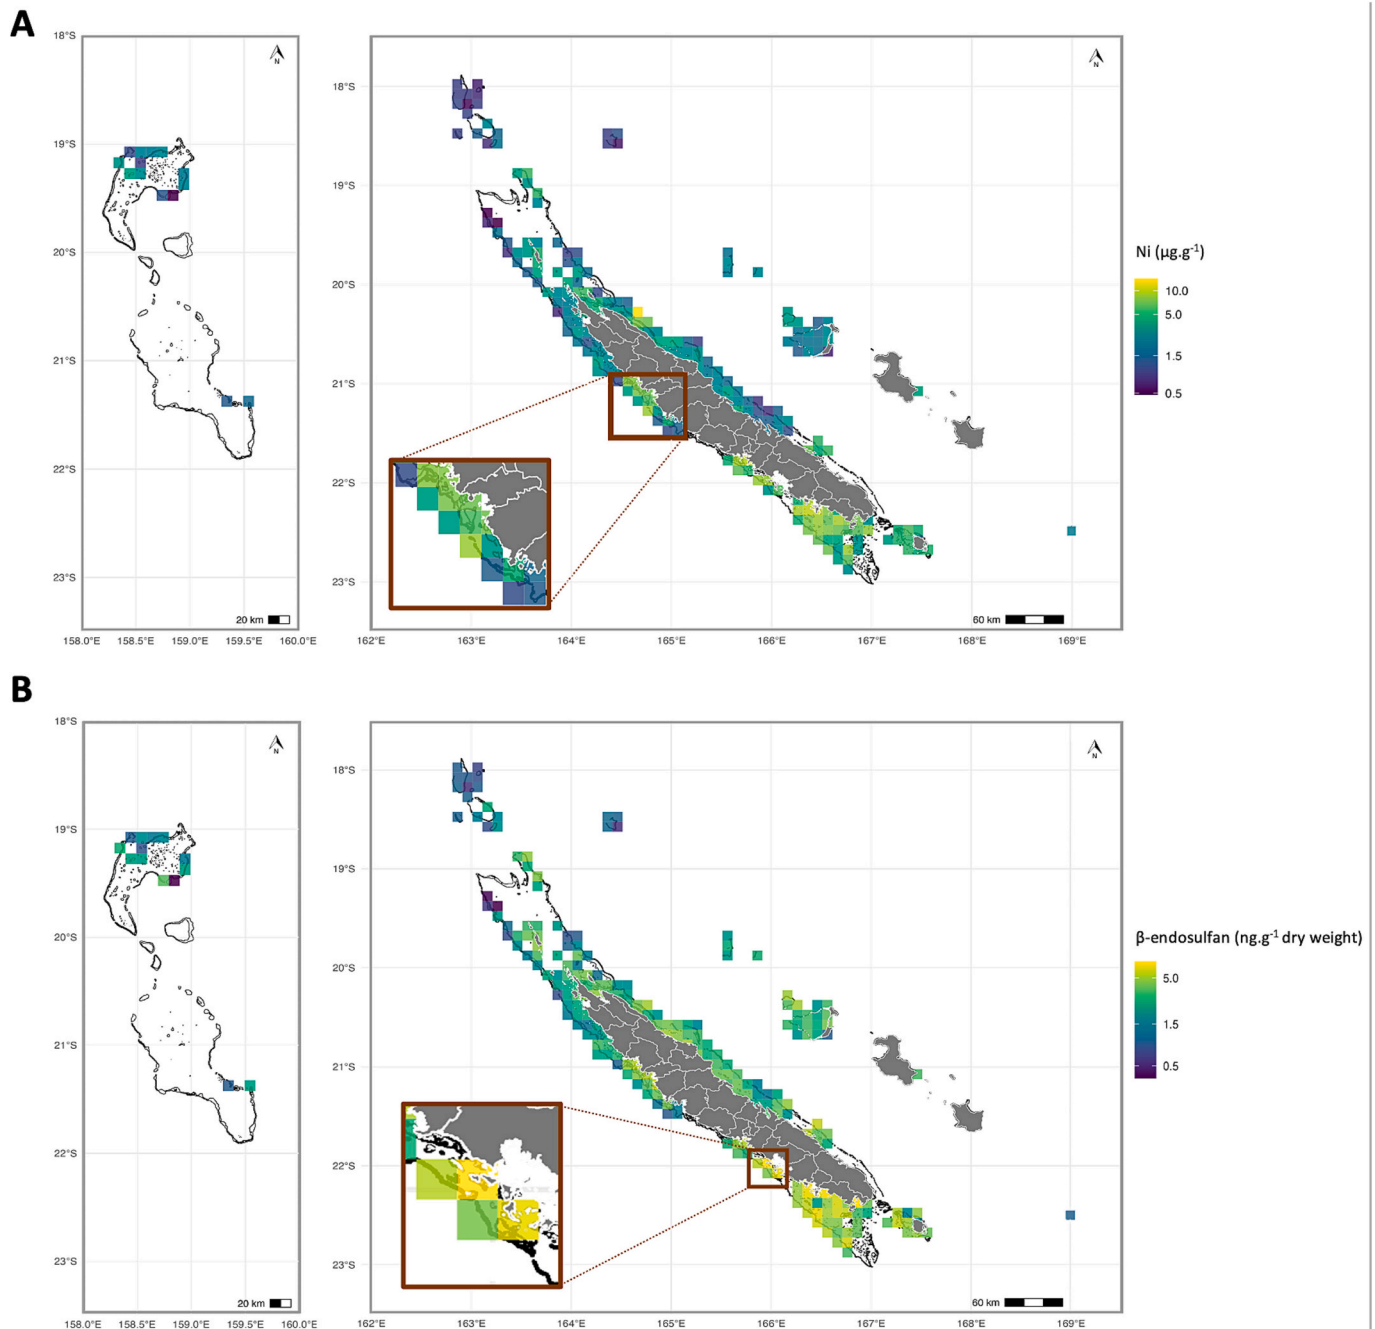 A
18°S
19°S
20°S
21°S
22°S
23°S
N
20 km
158.0°E 158.5°E 159.0°E 159.5°E 160.0°E
18°S
19°S
20°S
21°S
22°S
23°S
N
60 km
162°E 163°E 164°E 165°E 166°E 167°E 168°E 169°E
Ni (µg.g⁻¹)
10.0
5.0
1.5
0.5
B
18°S
19°S
20°S
21°S
22°S
23°S
N
20 km
158.0°E 158.5°E 159.0°E 159.5°E 160.0°E
18°S
19°S
20°S
21°S
22°S
23°S
N
60 km
162°E 163°E 164°E 165°E 166°E 167°E 168°E 169°E
β-endosulfan (ng.g⁻¹ dry weight)
5.0
1.5
0.5